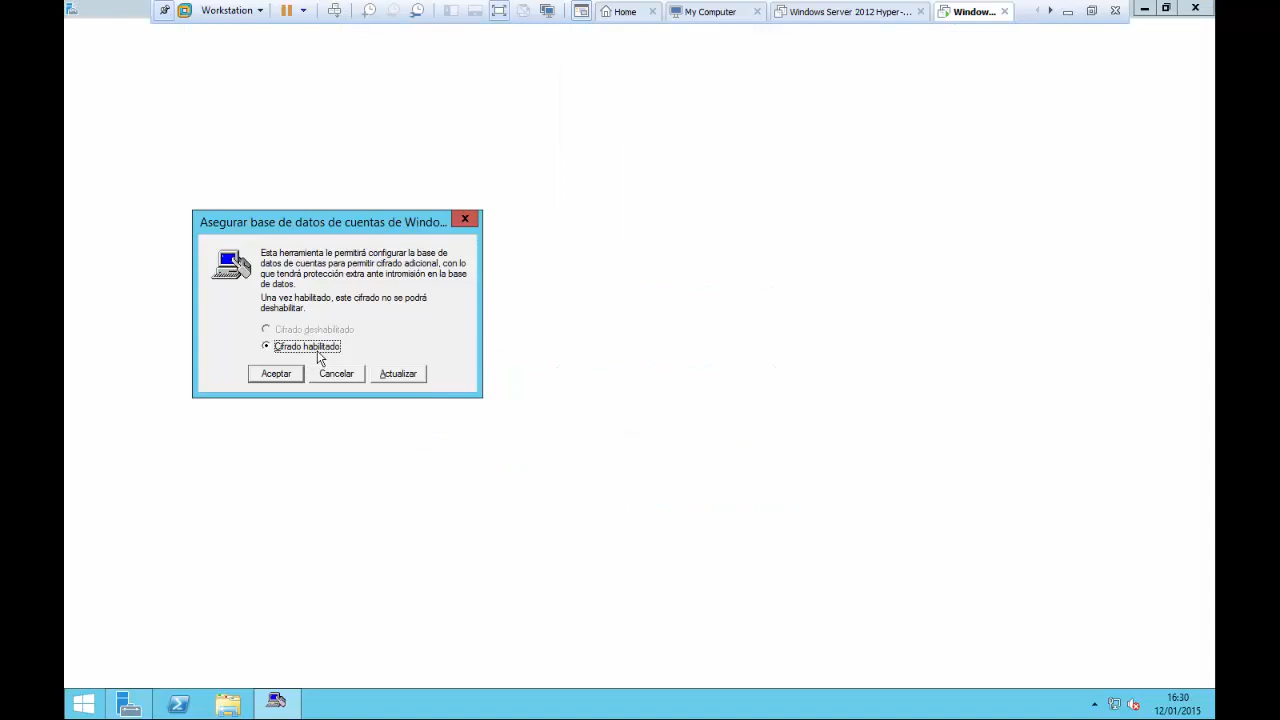 Workstation
Home
My Computer
Windows Server 2012 Hyper-...
Window...
Asegurar base de datos de cuentas de Windo...
Esta herramienta le permitirá configurar la base de
datos de cuentas para permitir cifrado adicional, con lo
que tendrá protección extra ante intromisión en la base
de datos.
Una vez habilitado, este cifrado no se podrá
deshabilitar.
Cifrado deshabilitado
Cifrado habilitado
Aceptar
Cancelar
Actualizar
16:30
12/01/2015